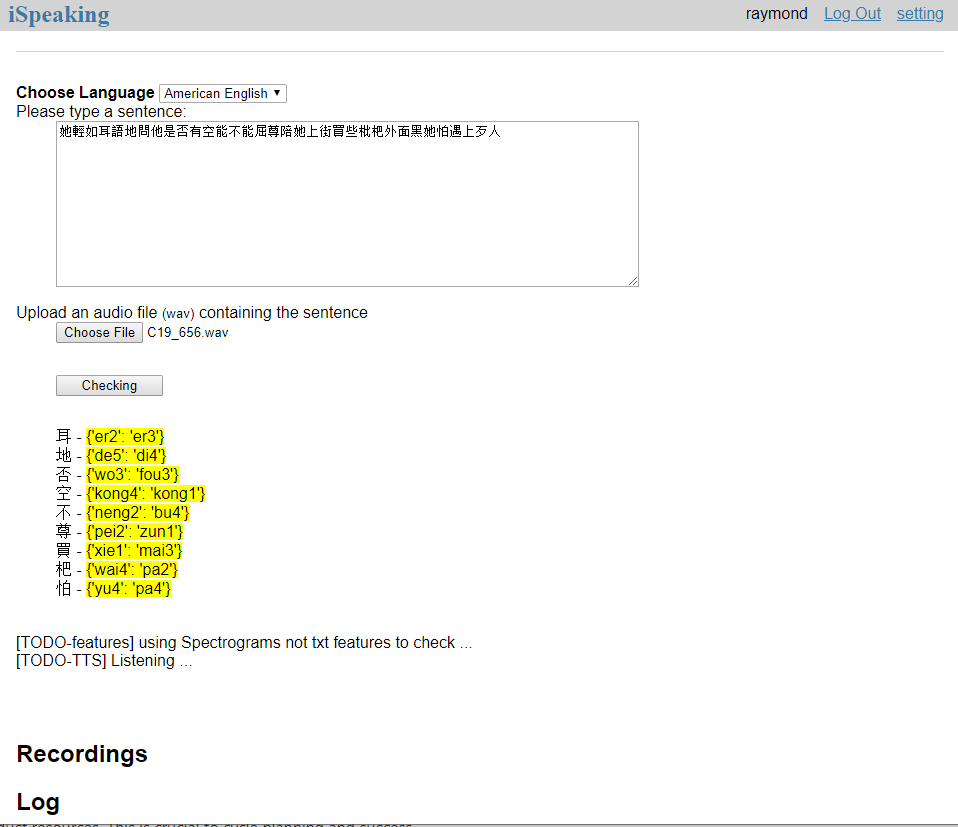 iSpeaking
raymond Log Out setting
Choose Language American English
Please type a sentence:
她輕如耳語地問他是否有空能不能屈尊陪她上街買些枇杷外面黑她怕遇上歹人
Upload an audio file (wav) containing the sentence
Choose File C19_656.wav
Checking
耳 - {'er2': 'er3'}
地 - {'de5': 'di4'}
否 - {'wo3': 'fou3'}
空 - {'kong4': 'kong1'}
不 - {'neng2': 'bu4'}
尊 - {'pei2': 'zun1'}
買 - {'xie1': 'mai3'}
杷 - {'wai4': 'pa2'}
怕 - {'yu4': 'pa4'}
[TODO-features] using Spectrograms not txt features to check ...
[TODO-TTS] Listening ...
Recordings
Log